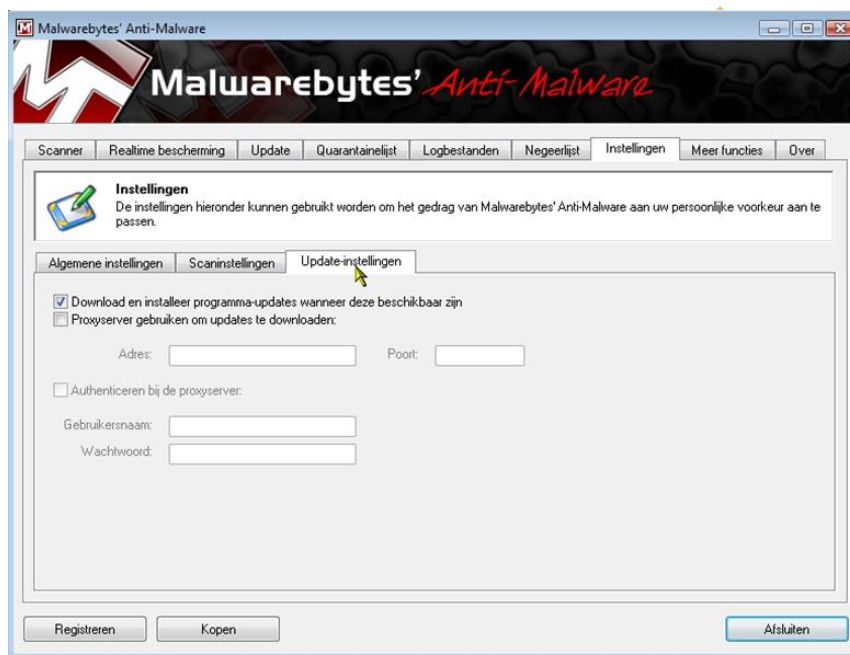 Malwarebytes' Anti-Malware
Malwarebytes' Anti-Malware
Scanner Realtime bescherming Update Quarantainelijst Logbestanden Negeerlijst Instellingen Meer functies Over
Instellingen
De instellingen hieronder kunnen gebruikt worden om het gedrag van Malwarebytes' Anti-Malware aan uw persoonlijke voorkeur aan te
passen.
Algemene instellingen Scaninstellingen Update-instellingen
Download en installeer programma-updates wanneer deze beschikbaar zijn
Proxyserver gebruiken om updates te downloaden:
Adres: Poort:
Authenticeren bij de proxyserver:
Gebruikersnaam:
Wachtwoord:
Registreren Kopen Afsluiten